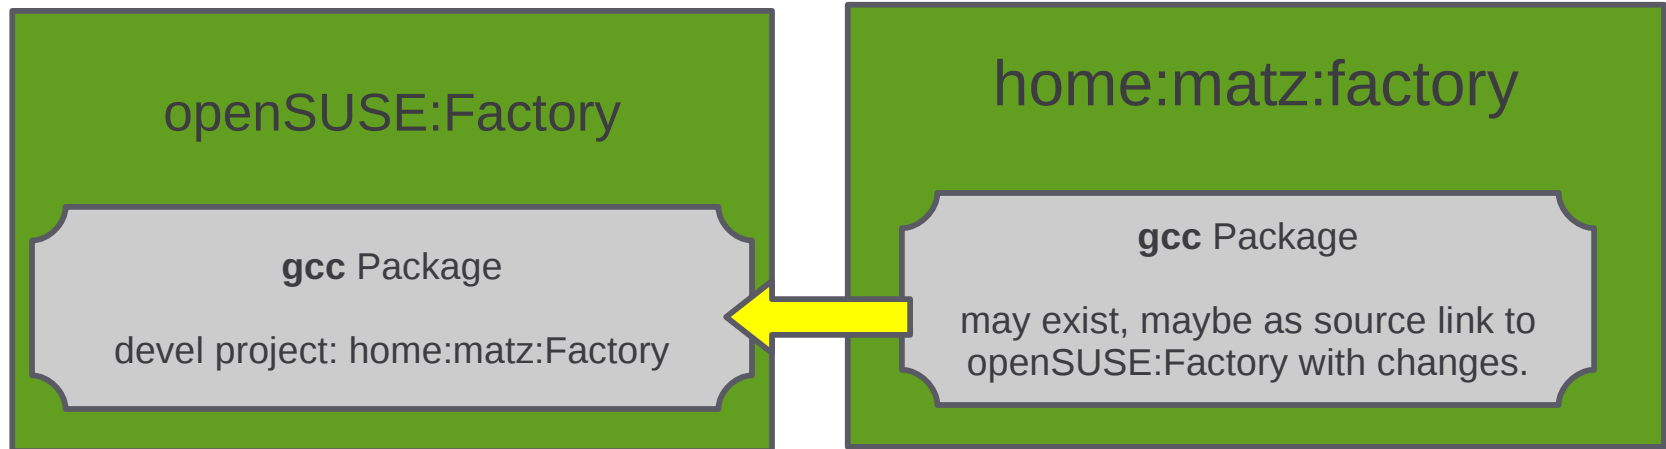 openSUSE:Factory
gcc Package
devel project: home:matz:Factory
home:matz:factory
gcc Package
may exist, maybe as source link to
openSUSE:Factory with changes.